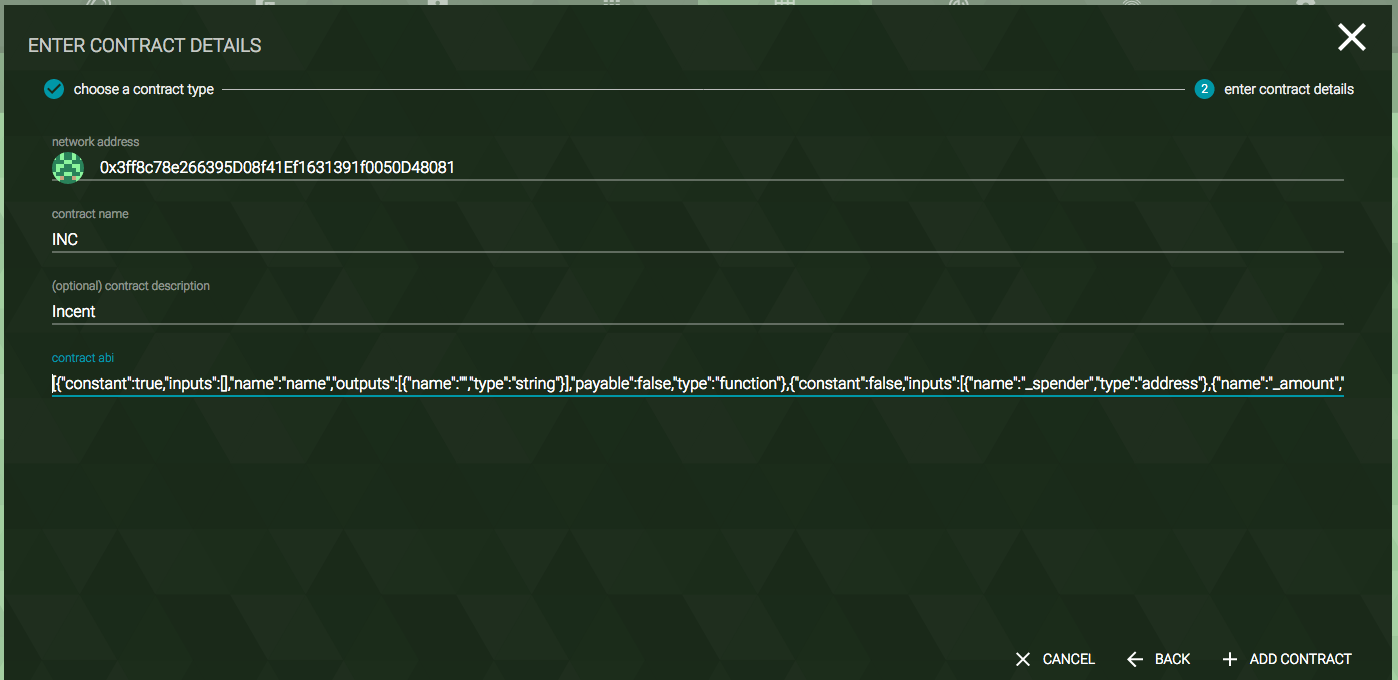 ENTER CONTRACT DETAILS
choose a contract type
2 enter contract details
network address
0x3ff8c78e266395D08f41Ef1631391f0050D48081
contract name
INC
(optional) contract description
Incent
contract abi
[{"constant":true,"inputs":[],"name":"name","outputs":[{"name":"","type":"string"}],"payable":false,"type":"function"},{"constant":false,"inputs":[{"name":"_spender","type":"address"},{"name":"_amount","
CANCEL BACK ADD CONTRACT